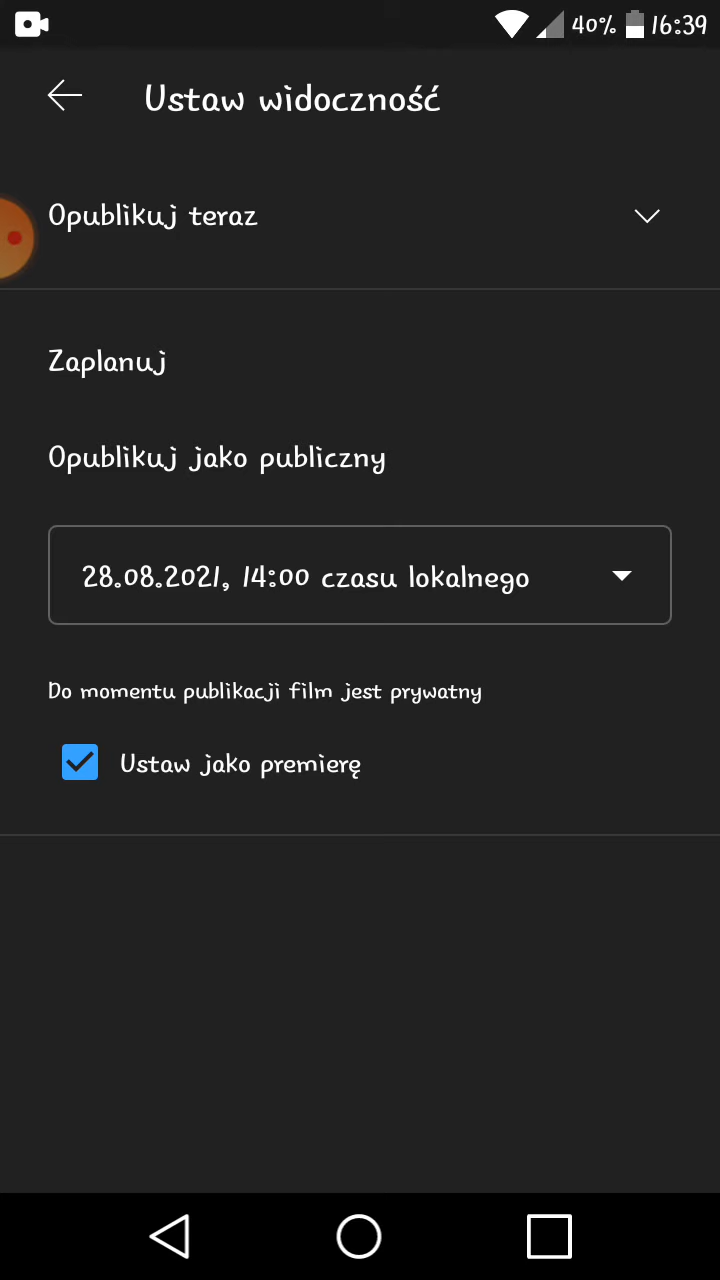 40% 16:39
Ustaw widoczność
Opublikuj teraz
Zaplanuj
Opublikuj jako publiczny
28.08.2021, 14:00 czasu lokalnego
Do momentu publikacji film jest prywatny
Ustaw jako premierę